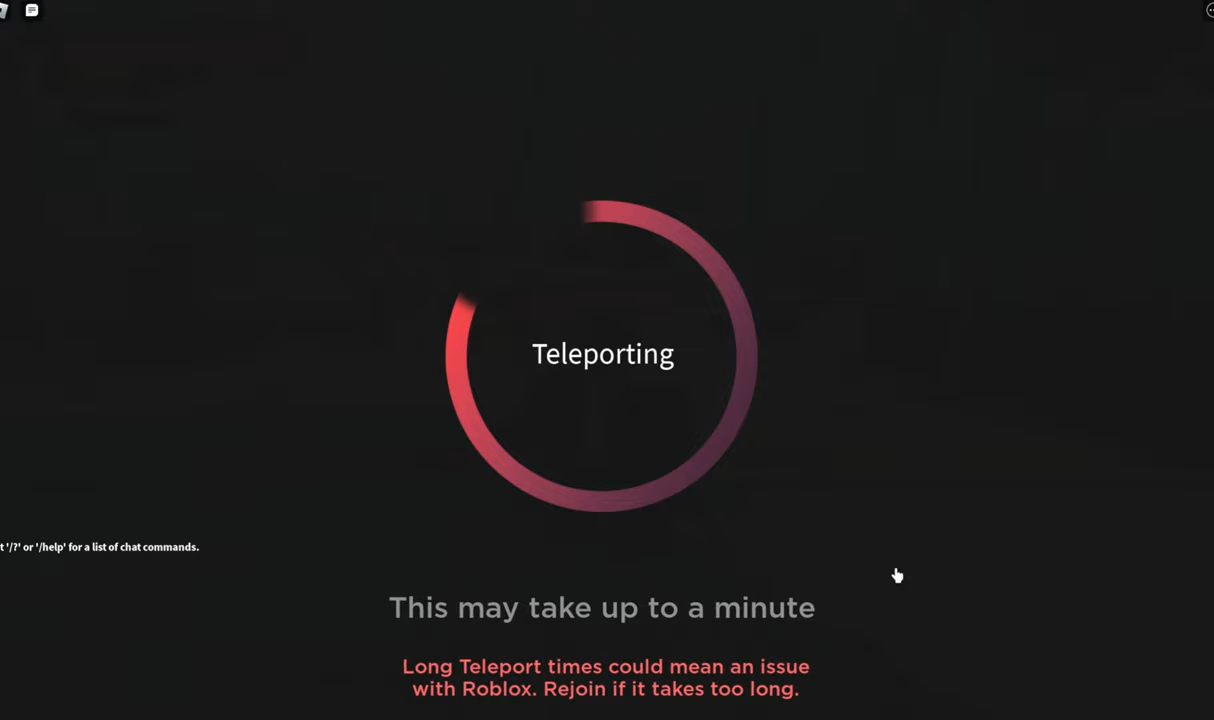 Teleporting
t '/?' or '/help' for a list of chat commands.
This may take up to a minute
Long Teleport times could mean an issue
with Roblox. Rejoin if it takes too long.